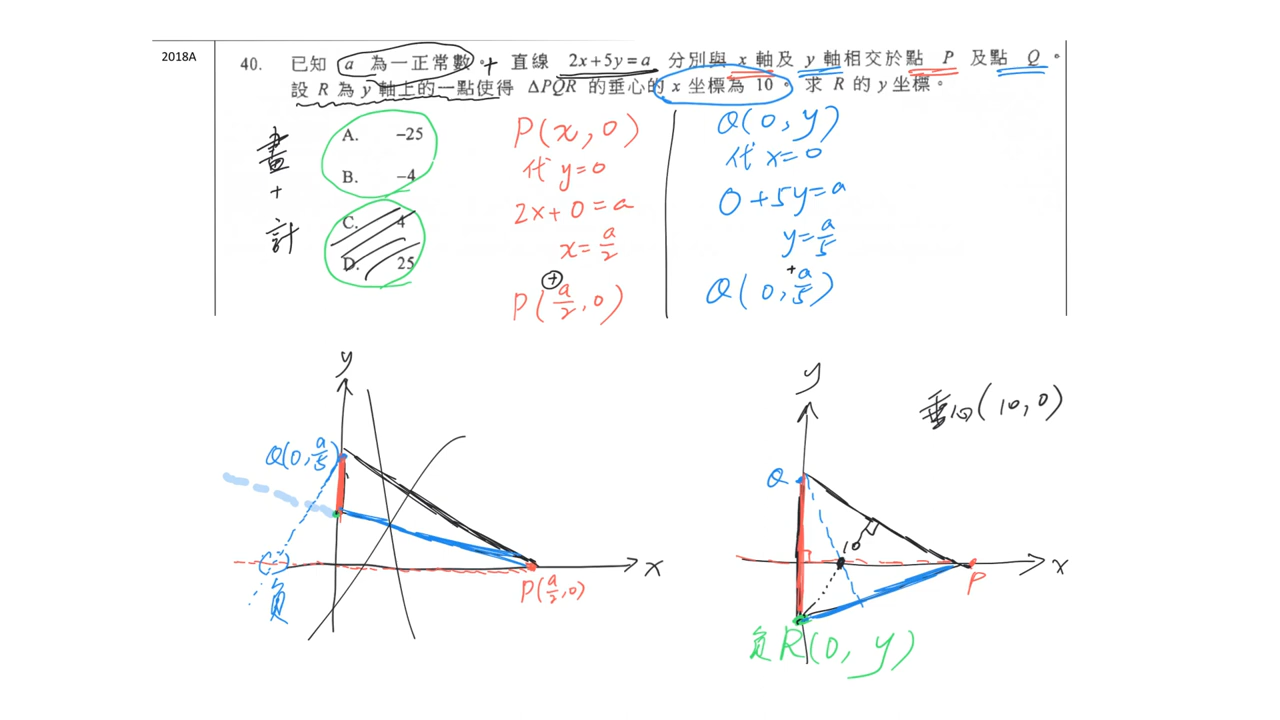 2018A
40. 已知 a 為一正常數。+ 直線 2x+5y=a 分別與 x 軸及 y 軸相交於點 P 及點 Q。
設 R 為 y 軸上的一點使得 ΔPQR 的垂心的 x 坐標為 10。求 R 的 y 坐標。
A. −25
B. −4
C. 4
D. 25
畫
+
計
P(x,0)
代 y=0
2x+0=a
x=a/2
+
P(a/2,0)
Q(0,y)
代 x=0
0+5y=a
y=a/5
+
Q(0,a/5)
y
Q(0,a/5)
x
P(a/2,0)
負
y
垂心(10,0)
Q
10
x
P
負 R(0,y)